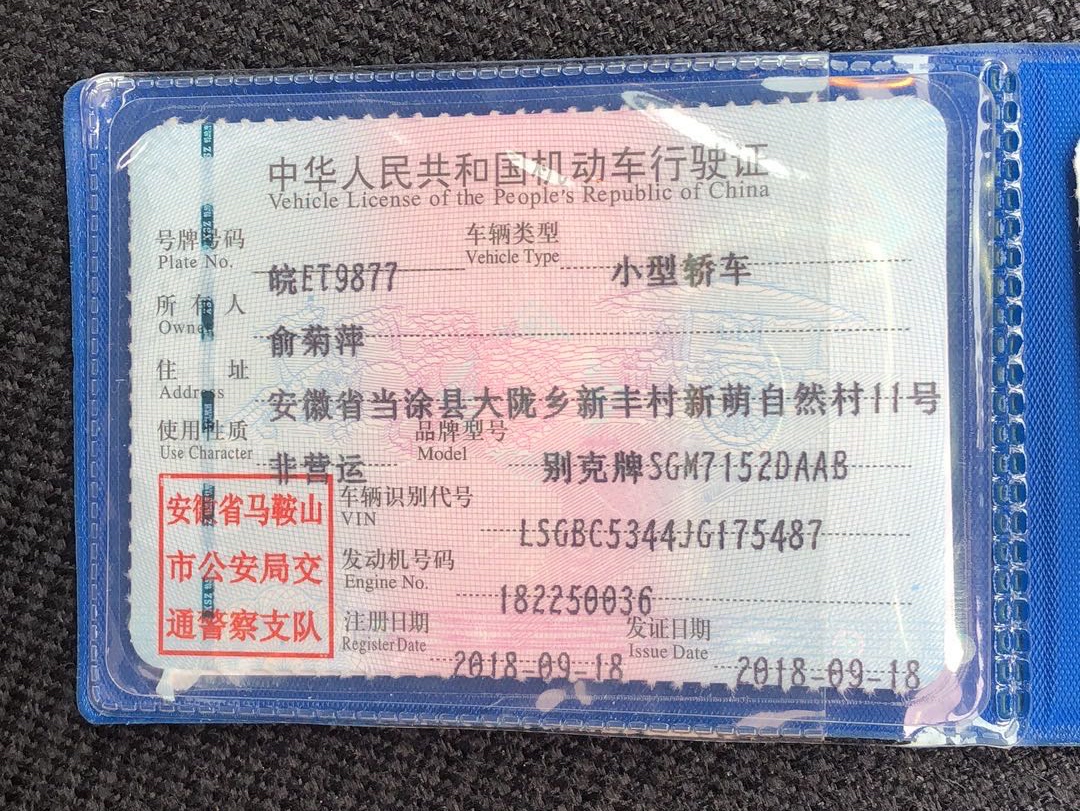 中华人民共和国机动车行驶证
Vehicle License of the People's Republic of China
号牌号码 皖ET9877 车辆类型 小型轿车
Plate No. Vehicle Type
所有人 俞菊萍
Owner
住址 安徽省当涂县大陇乡新丰村新萌自然村11号
Address
使用性质 非营运 品牌型号 别克牌SGM7152DAAB
Use Character Model
安徽省马鞍山
市公安局交
通警察支队
车辆识别代号 LSGBC5344JG175487
VIN
发动机号码 182250036
Engine No.
注册日期 2018-09-18 发证日期 2018-09-18
Register Date Issue Date